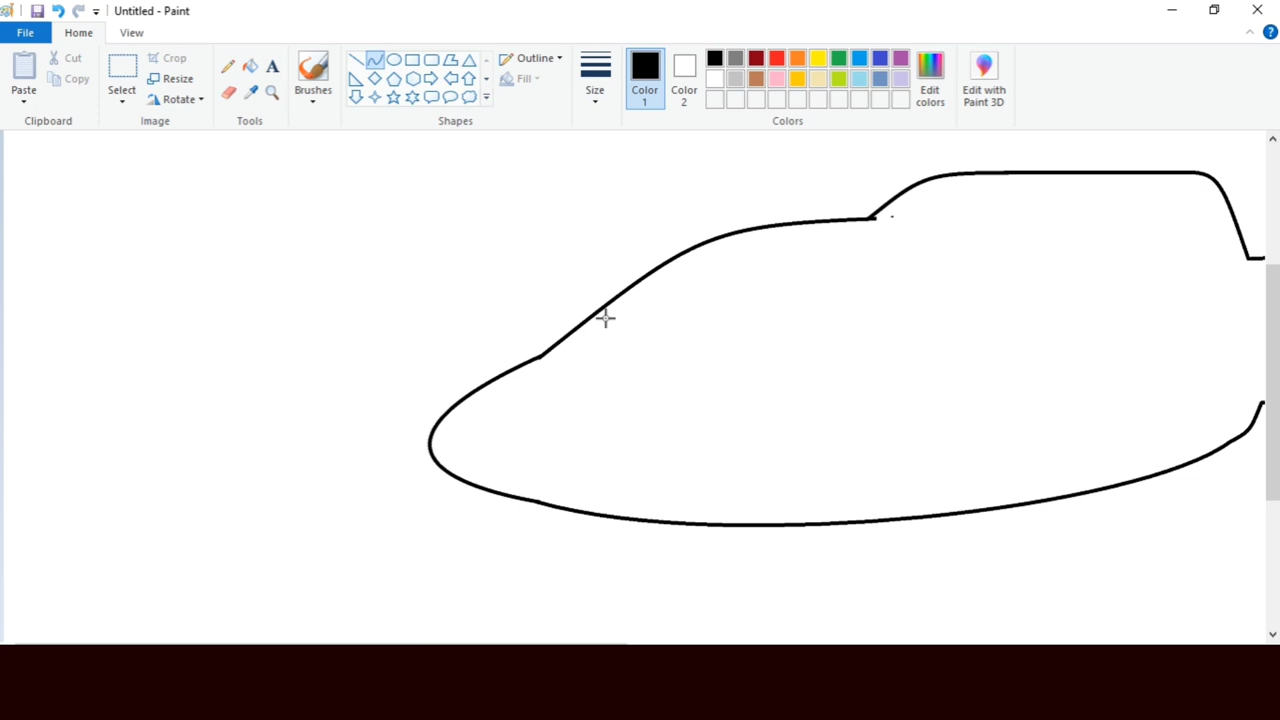 Untitled - Paint
File Home View
Paste Cut Copy Select Crop Resize Rotate A Brushes Outline Fill Size Color 1 Color 2 Edit colors Edit with Paint 3D
Clipboard Image Tools Shapes Colors